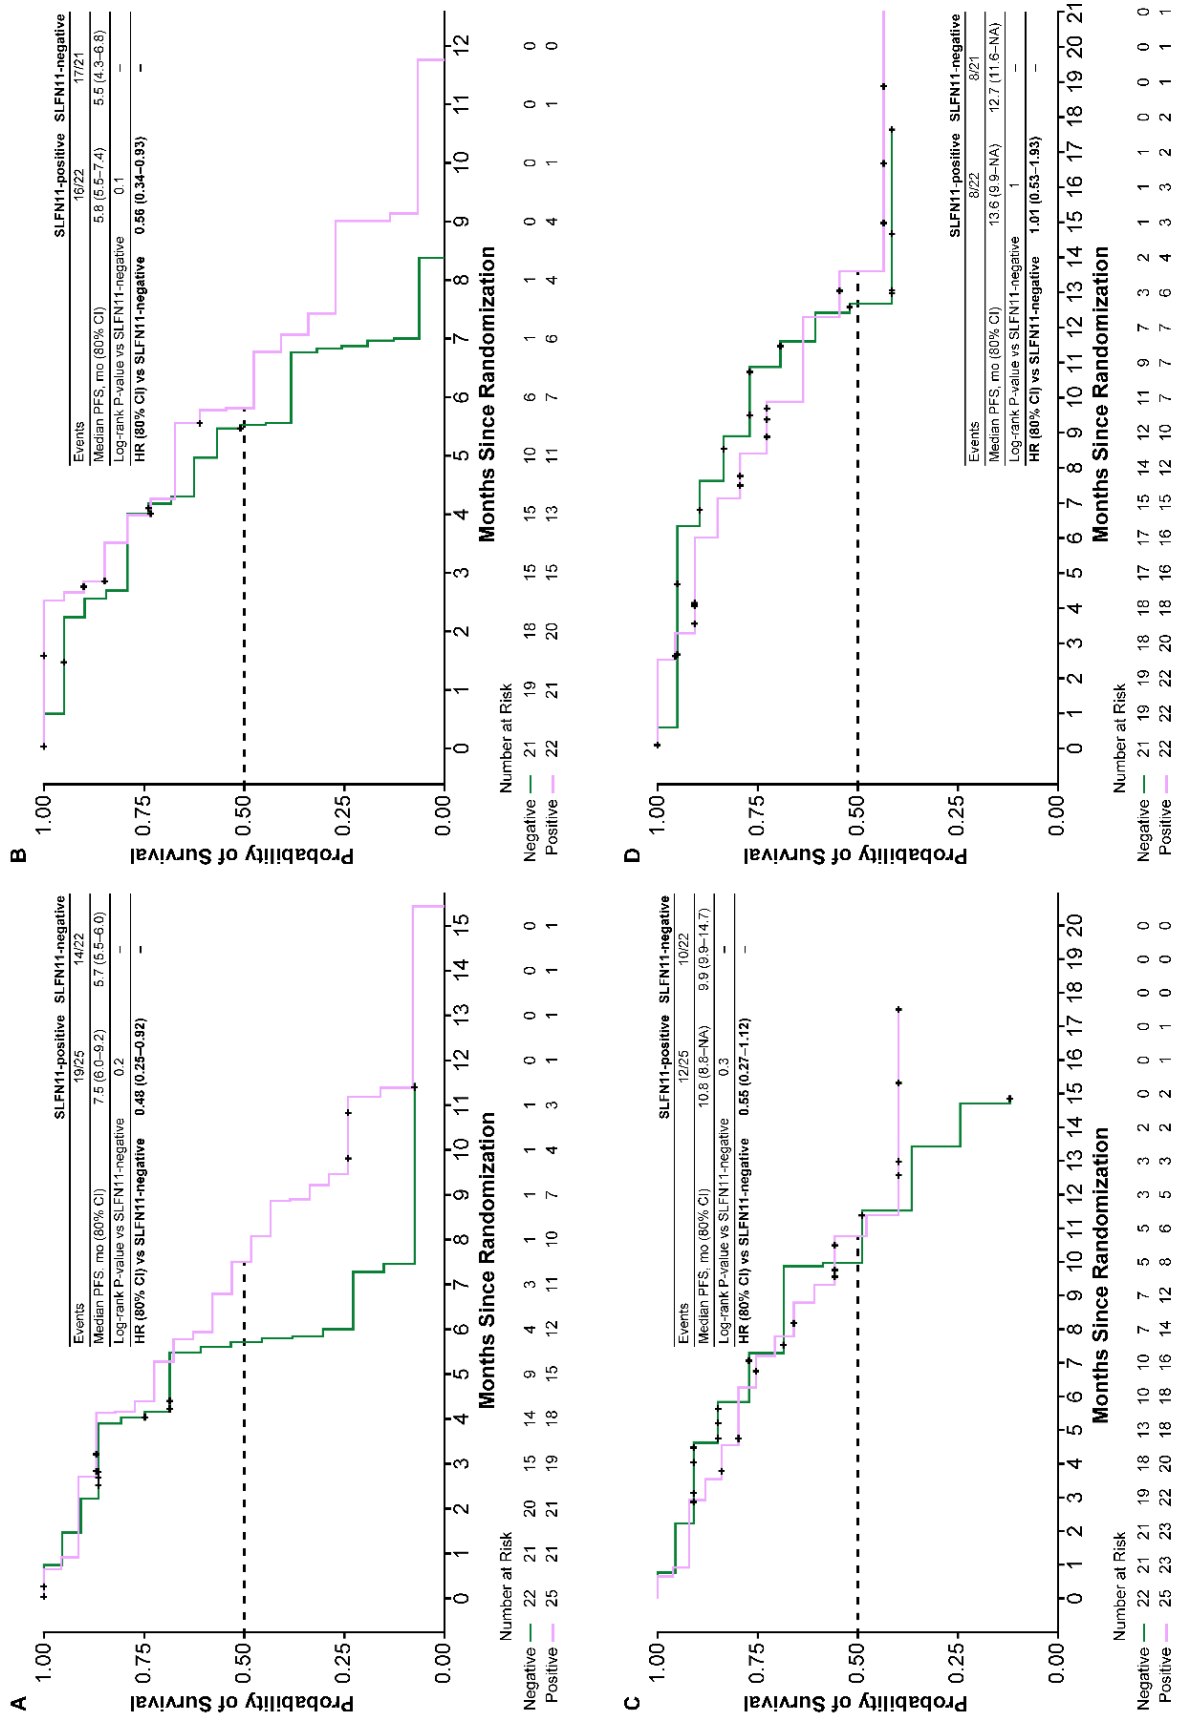 A
Probability of Survival
1.00
0.75
0.50
0.25
0.00
SLFN11-positive SLFN11-negative
Events 19/25 14/22
Median PFS, mo (80% CI) 7.5 (6.0–9.2) 5.7 (5.5–6.0)
Log-rank P-value vs SLFN11-negative 0.2 –
HR (80% CI) vs SLFN11-negative 0.48 (0.25–0.92) –
0 1 2 3 4 5 6 7 8 9 10 11 12 13 14 15
Months Since Randomization
Number at Risk
Negative 22 21 20 15 14 9 4 3 1 1 1 1 0 0 0 0
Positive 25 21 21 19 18 15 12 11 10 7 4 3 1 1 1 1
B
Probability of Survival
1.00
0.75
0.50
0.25
0.00
SLFN11-positive SLFN11-negative
Events 16/22 17/21
Median PFS, mo (80% CI) 5.8 (5.5–7.4) 5.5 (4.3–6.8)
Log-rank P-value vs SLFN11-negative 0.1 –
HR (80% CI) vs SLFN11-negative 0.56 (0.34–0.93) –
0 1 2 3 4 5 6 7 8 9 10 11 12
Months Since Randomization
Number at Risk
Negative 21 19 18 15 15 10 6 1 1 0 0 0 0
Positive 22 21 20 15 13 11 7 6 4 4 1 1 0
C
Probability of Survival
1.00
0.75
0.50
0.25
0.00
SLFN11-positive SLFN11-negative
Events 12/25 10/22
Median PFS, mo (80% CI) 10.8 (8.8–NA) 9.9 (9.9–14.7)
Log-rank P-value vs SLFN11-negative 0.3 –
HR (80% CI) vs SLFN11-negative 0.55 (0.27–1.12) –
0 1 2 3 4 5 6 7 8 9 10 11 12 13 14 15 16 17 18 19 20
Months Since Randomization
Number at Risk
Negative 22 21 21 19 18 13 10 10 7 7 5 5 3 3 2 0 0 0 0 0 0
Positive 25 23 23 22 20 18 18 16 14 12 8 6 5 3 2 2 1 1 0 0 0
D
Probability of Survival
1.00
0.75
0.50
0.25
0.00
SLFN11-positive SLFN11-negative
Events 8/22 8/21
Median PFS, mo (80% CI) 13.6 (9.9–NA) 12.7 (11.6–NA)
Log-rank P-value vs SLFN11-negative 1 –
HR (80% CI) vs SLFN11-negative 1.01 (0.53–1.93) –
0 1 2 3 4 5 6 7 8 9 10 11 12 13 14 15 16 17 18 19 20 21
Months Since Randomization
Number at Risk
Negative 21 19 19 18 18 17 17 15 14 12 11 9 7 3 2 1 1 1 0 0 0 0
Positive 22 22 22 20 18 16 16 15 12 10 7 7 7 6 4 3 3 2 2 1 1 1